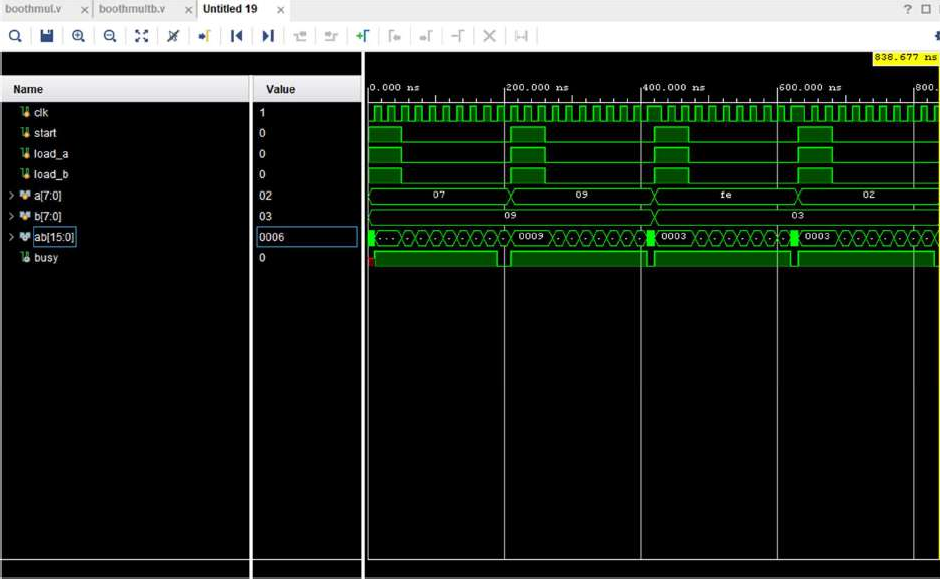 boothmul.v × boothmultb.v × Untitled 19 × ?
838.677 ns
Name Value 0.000 ns 200.000 ns 400.000 ns 600.000 ns 800.
clk 1
start 0
load_a 0
load_b 0
a[7:0] 02 07 09 fe 02
b[7:0] 03 09 03
ab[15:0] 0006 ... 0009 0003 0003
busy 0